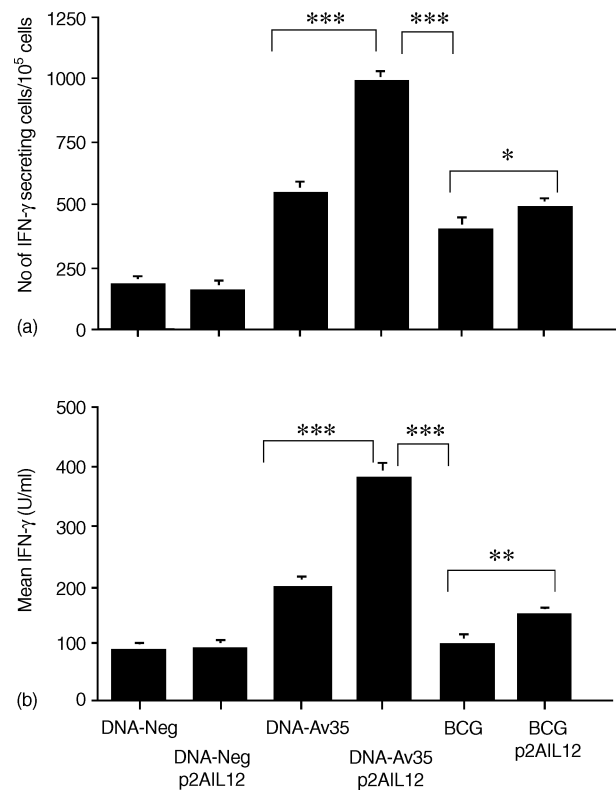 1250
1000
750
500
250
0
No of IFN-γ secreting cells/10⁵ cells
(a)
***
***
*
500
400
300
200
100
0
Mean IFN-γ (U/ml)
(b)
***
***
**
DNA-Neg
DNA-Neg
p2AIL12
DNA-Av35
DNA-Av35
p2AIL12
BCG
BCG
p2AIL12